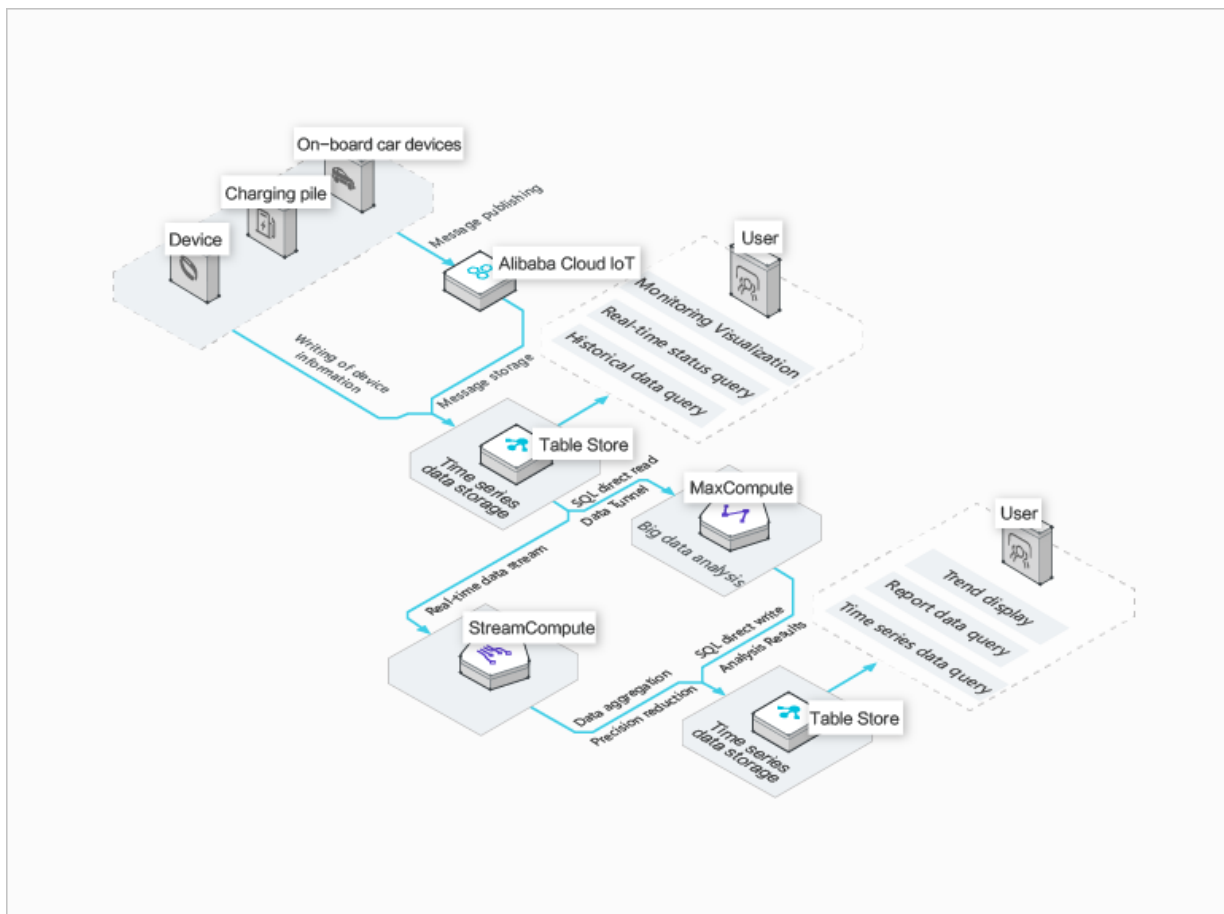 On-board car devices
Charging pile
Device
Message publishing
Alibaba Cloud IoT
User
Monitoring Visualization
Real-time status query
Historical data query
Writing of device
information
Message storage
Table Store
Time series
data storage
SQL direct read
Data Tunnel
MaxCompute
Big data analysis
User
Trend display
Report data query
Time series data query
Real-time data stream
StreamCompute
SQL direct write
Analysis Results
Data aggregation
Precision reduction
Table Store
Time series
data storage